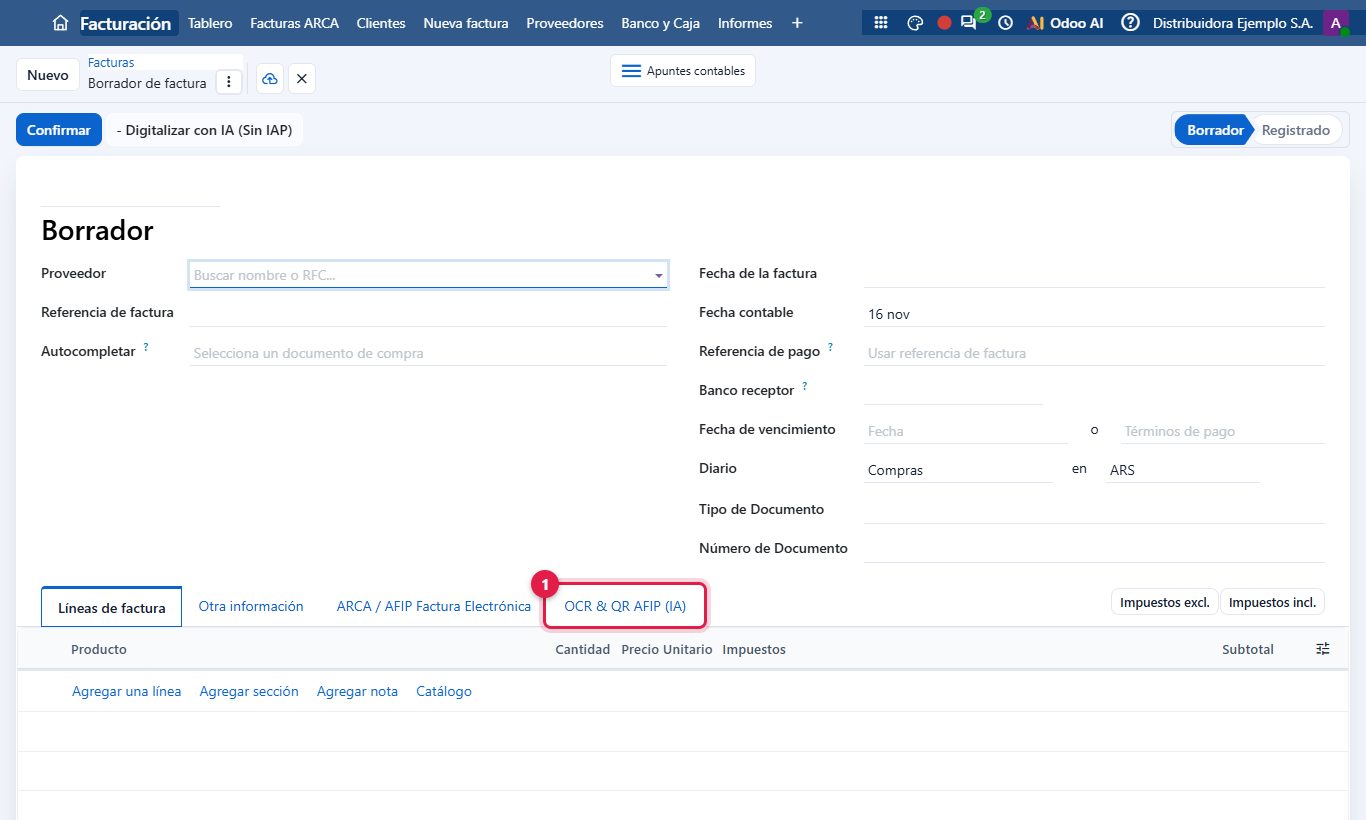 Facturación Tablero Facturas ARCA Clientes Nueva factura Proveedores Banco y Caja Informes + 2 Odoo AI ? Distribuidora Ejemplo S.A. A
Nuevo Facturas
Borrador de factura
Apuntes contables
Confirmar - Digitalizar con IA (Sin IAP) Borrador Registrado
Borrador
Proveedor Buscar nombre o RFC... Fecha de la factura
Referencia de factura Fecha contable 16 nov
Autocompletar ? Selecciona un documento de compra Referencia de pago ? Usar referencia de factura
Banco receptor ?
Fecha de vencimiento Fecha o Términos de pago
Diario Compras en ARS
Tipo de Documento
Número de Documento
1
Líneas de factura Otra información ARCA / AFIP Factura Electrónica OCR & QR AFIP (IA) Impuestos excl. Impuestos incl.
Producto Cantidad Precio Unitario Impuestos Subtotal
Agregar una línea Agregar sección Agregar nota Catálogo